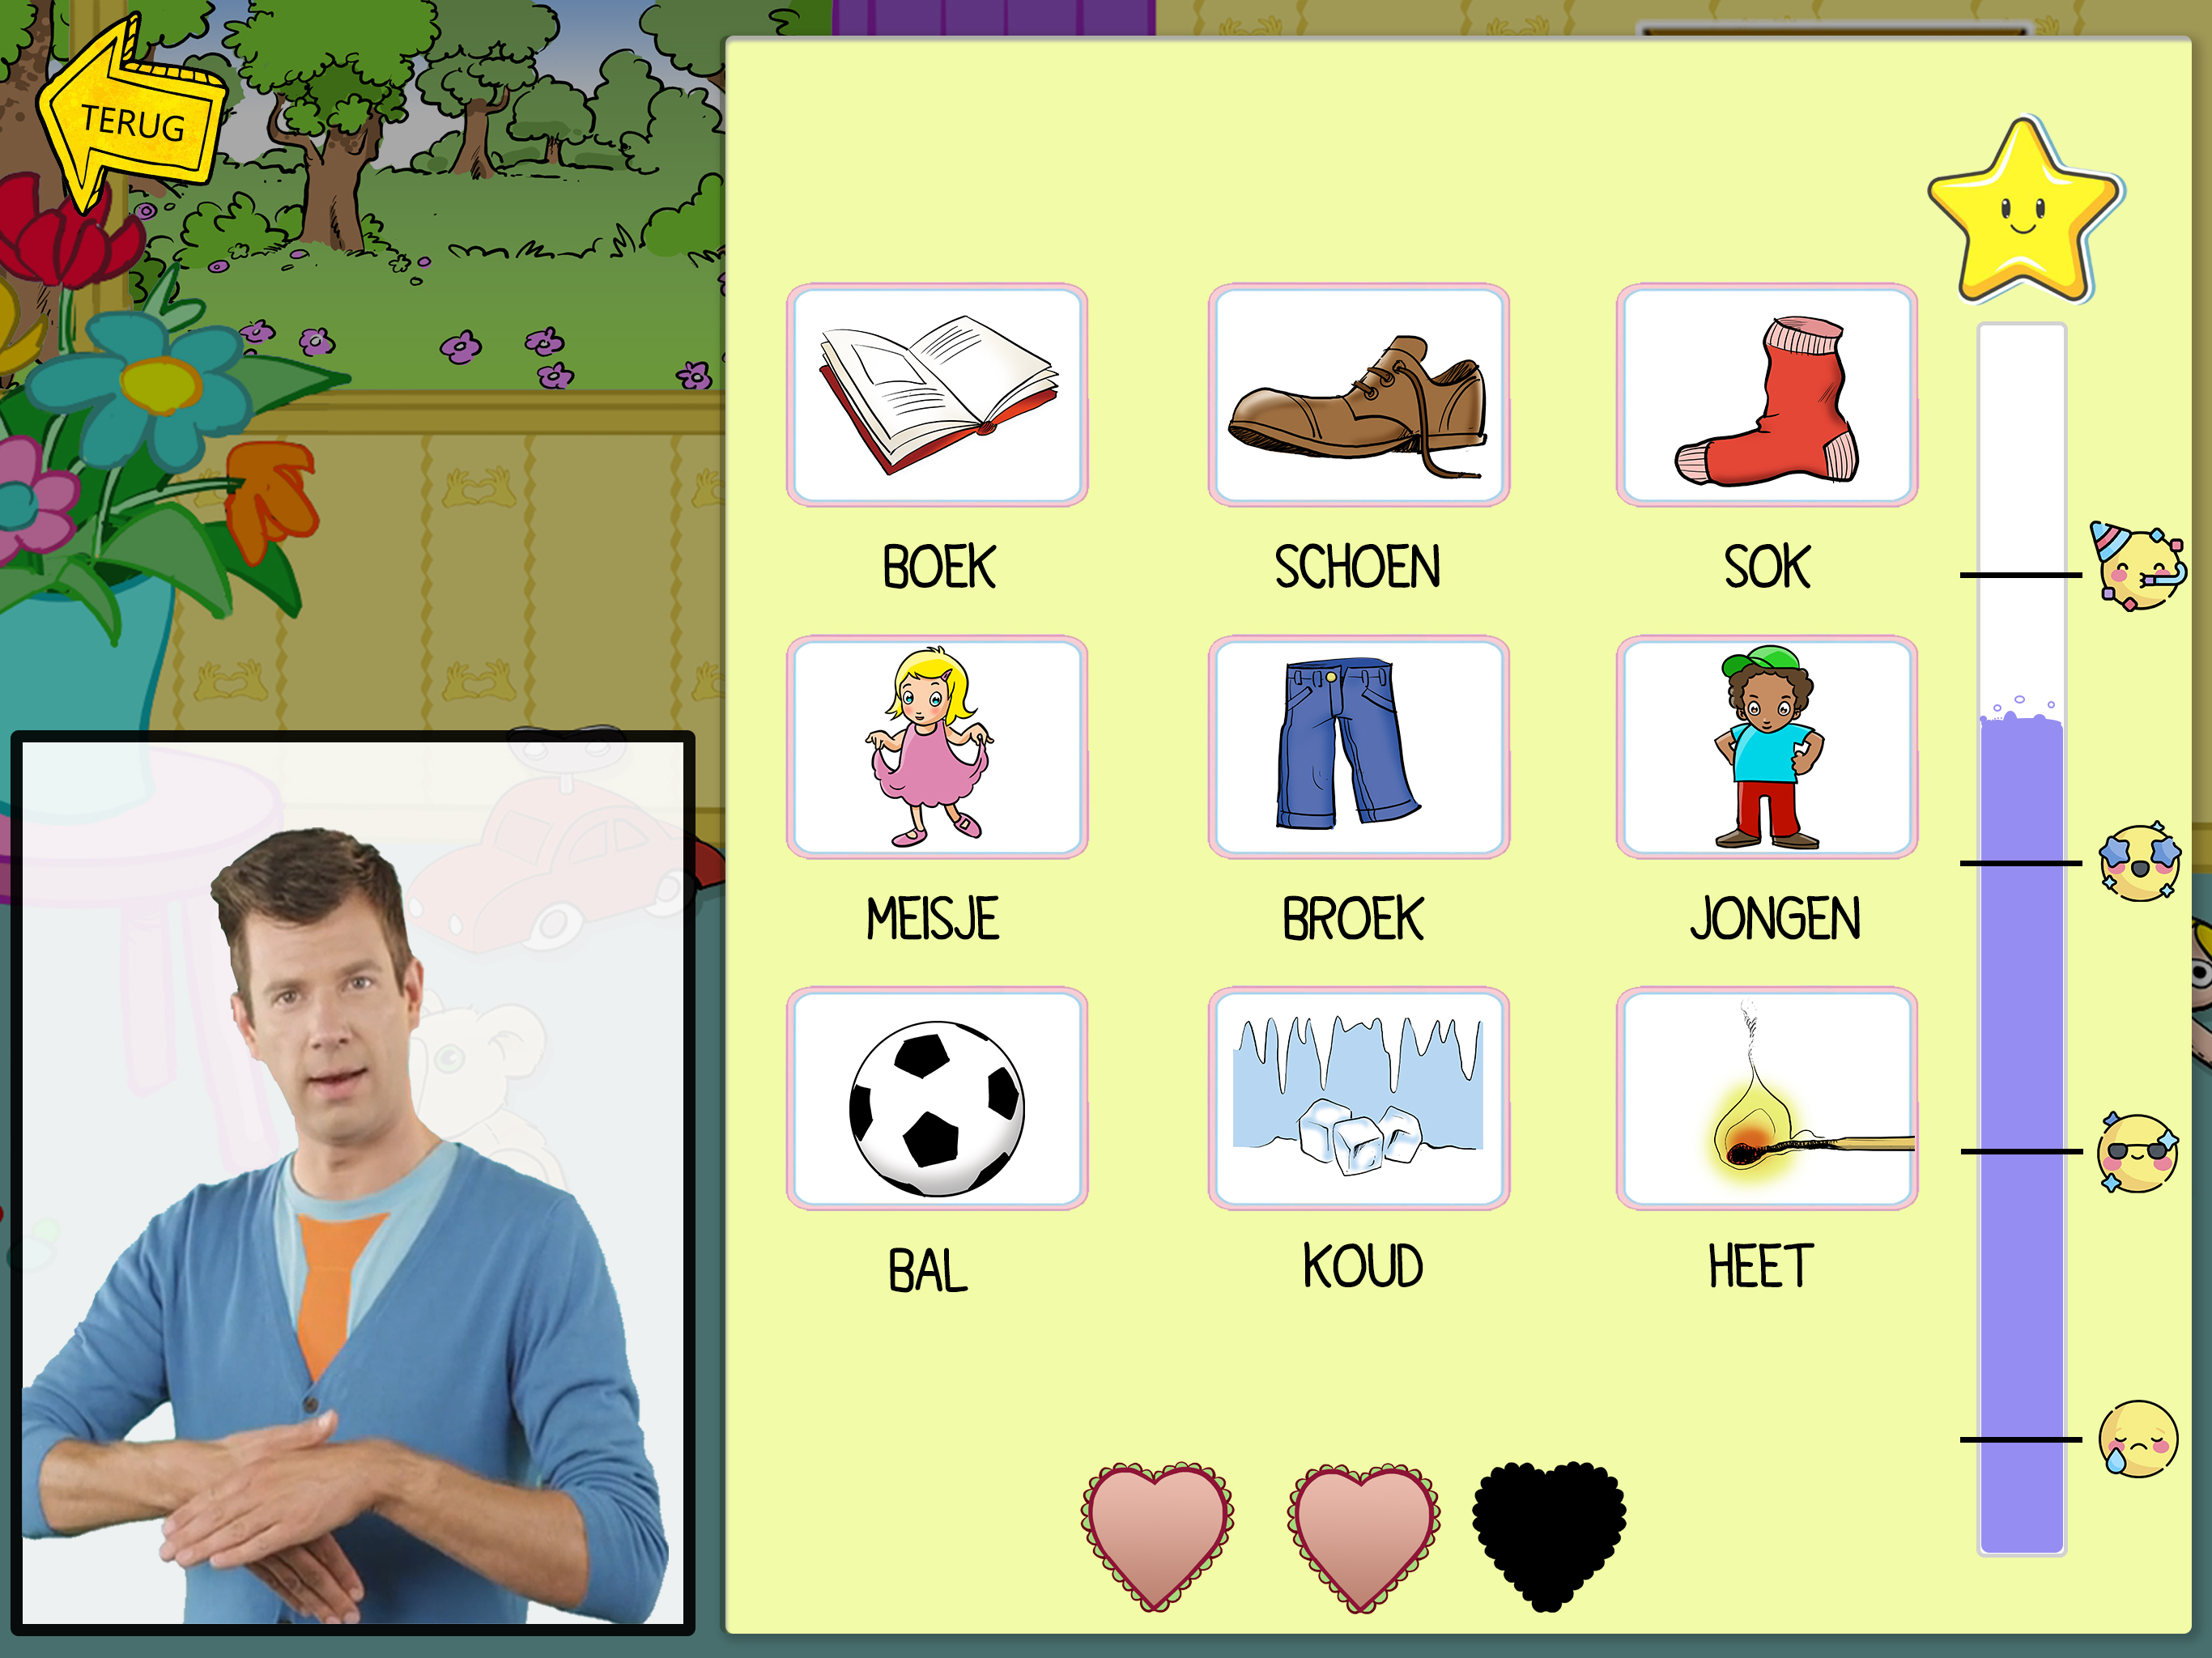 TERUG
BOEK
SCHOEN
SOK
MEISJE
BROEK
JONGEN
BAL
KOUD
HEET